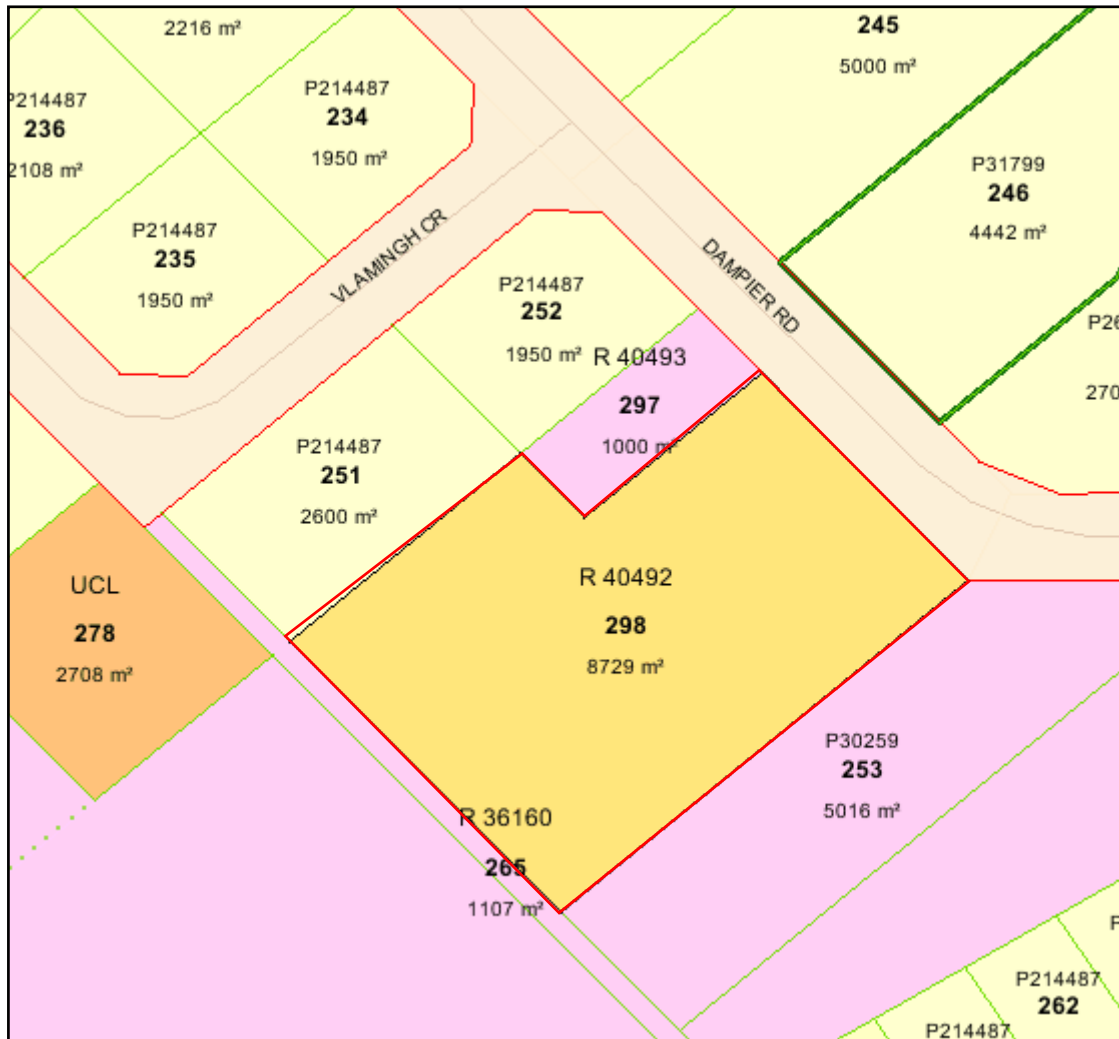 2216 m²
245
5000 m²
P214487
236
2108 m²
P214487
234
1950 m²
P31799
246
4442 m²
P214487
235
1950 m²
VLAMINGH CR
DAMPIER RD
P214487
252
1950 m²
R 40493
297
1000 m²
P214487
251
2600 m²
R 40492
298
8729 m²
UCL
278
2708 m²
P30259
253
5016 m²
R 36160
265
1107 m²
P214487
262
P214487